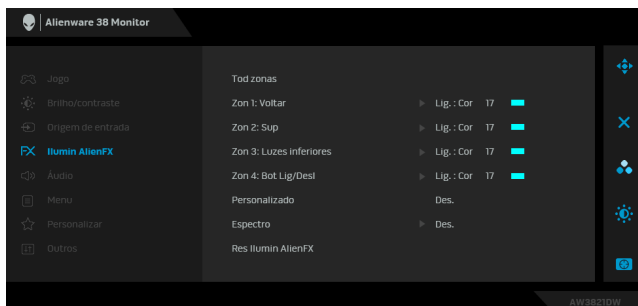 Alienware 38 Monitor
Jogo
Brilho/contraste
Origem de entrada
Ilumin AlienFX
Áudio
Menu
Personalizar
Outros
Tod zonas
Zon 1: Voltar Lig. : Cor 17
Zon 2: Sup Lig. : Cor 17
Zon 3: Luzes inferiores Lig. : Cor 17
Zon 4: Bot Lig/Desl Lig. : Cor 17
Personalizado Des.
Espectro Des.
Res Ilumin AlienFX
AW3821DW